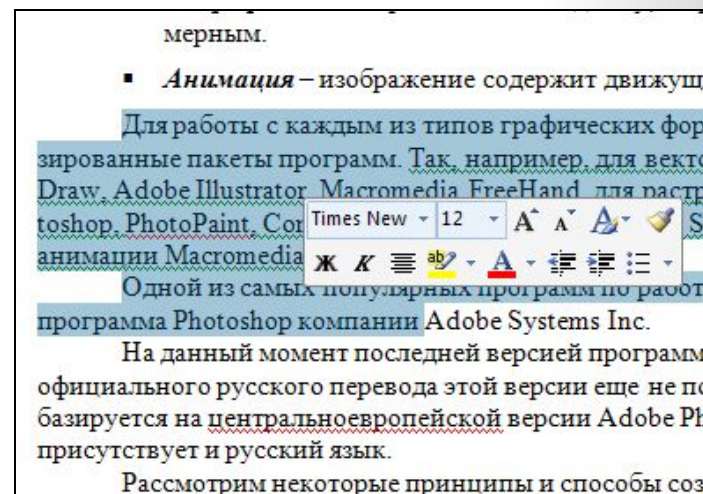 мерным.
▪ Анимация – изображение содержит движущ
Для работы с каждым из типов графических фор
зированные пакеты программ. Так, например, для векто
Draw, Adobe Illustrator, Macromedia FreeHand, для растр
toshop, PhotoPaint, Cor
Times New 12
S
Ж К
анимации Macromedia
Одной из самых популярных программ по работ
программа Photoshop компании Adobe Systems Inc.
На данный момент последней версией программ
официального русского перевода этой версии еще не по
базируется на центральноевропейской версии Adobe Ph
присутствует и русский язык.
Рассмотрим некоторые принципы и способы соз